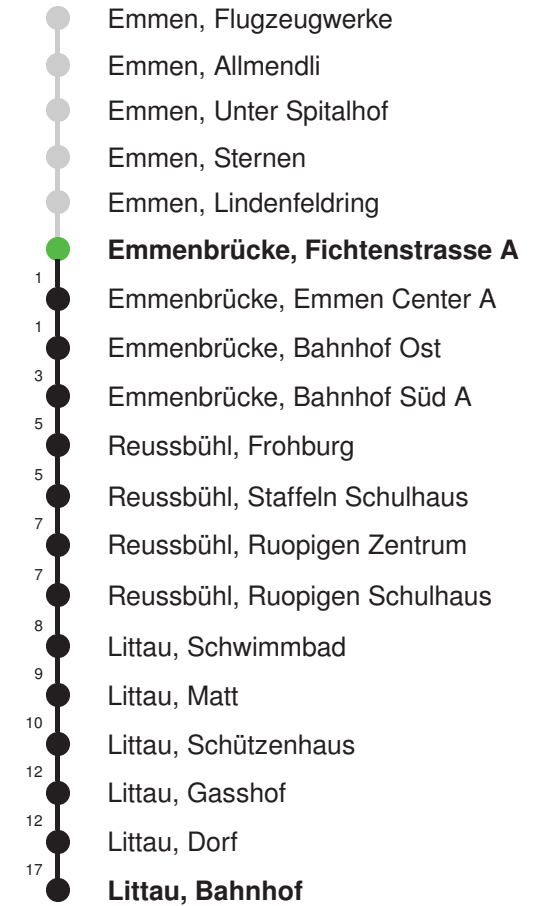 Emmen, Flugzeugwerke
Emmen, Allmendli
Emmen, Unter Spitalhof
Emmen, Sternen
Emmen, Lindenfeldring
Emmenbrücke, Fichtenstrasse A
1 Emmenbrücke, Emmen Center A
1 Emmenbrücke, Bahnhof Ost
3 Emmenbrücke, Bahnhof Süd A
5 Reussbühl, Frohburg
5 Reussbühl, Staffeln Schulhaus
7 Reussbühl, Ruopigen Zentrum
7 Reussbühl, Ruopigen Schulhaus
8 Littau, Schwimmbad
9 Littau, Matt
10 Littau, Schützenhaus
12 Littau, Gasshof
12 Littau, Dorf
17 Littau, Bahnhof